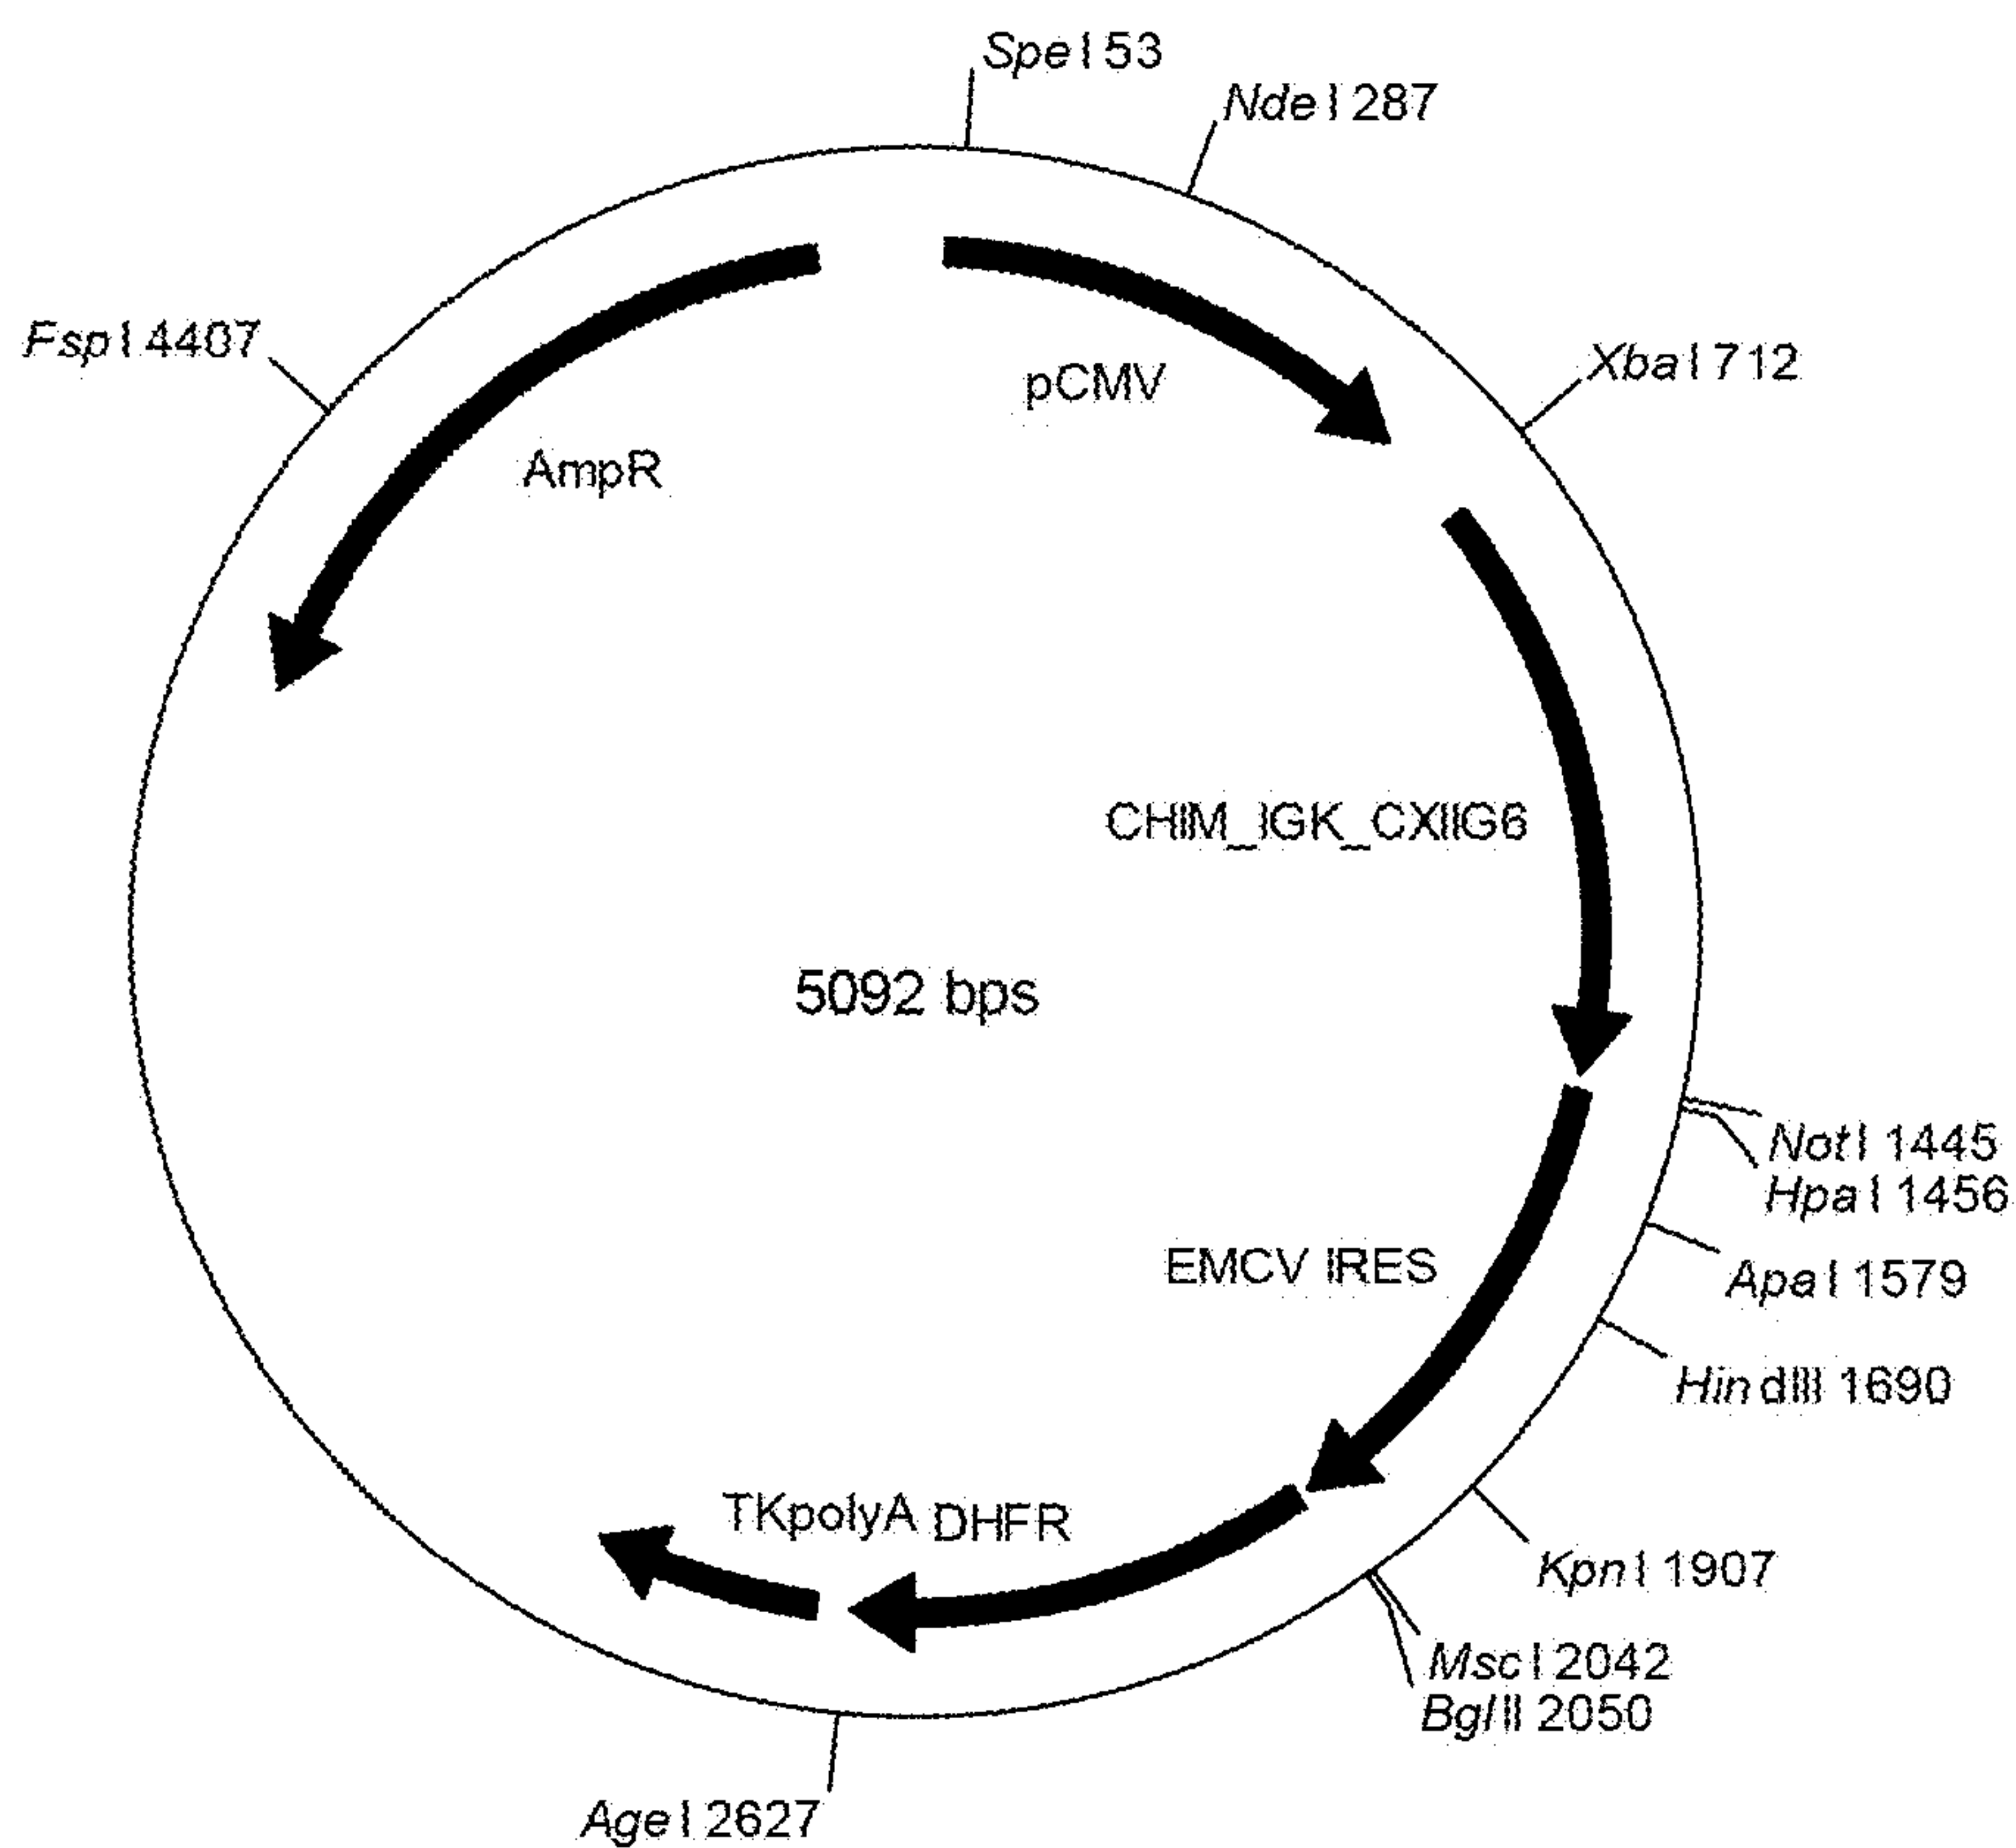 SpeI 53
NdeI 287
FspI 4407
XbaI 712
pCMV
AmpR
CHIM_IGK_CXIIG6
5092 bps
NotI 1445
HpaI 1456
EMCV IRES
ApaI 1579
HindIII 1690
TKpolyA DHFR
KpnI 1907
MscI 2042
BglII 2050
AgeI 2627